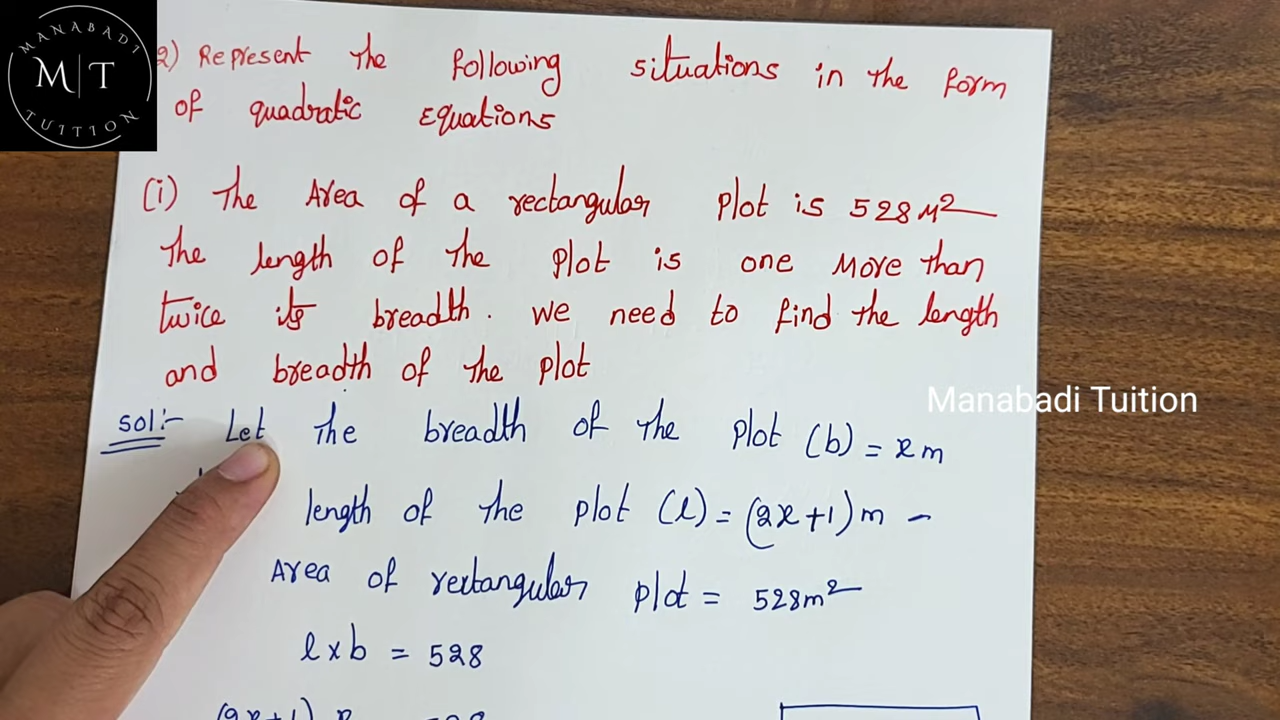 MANABADI
M|T
TUITION
2) Represent the following situations in the form
of quadratic Equations
(i) The Area of a rectangular plot is 528 M²
The length of the plot is one More than
twice its breadth. We need to find the length
and breadth of the plot
Manabadi Tuition
Sol:- Let the breadth of the plot (b) = x m
length of the plot (l) = (2x+1) m -
Area of rectangular plot = 528m²
l x b = 528
(2x+1) x 528